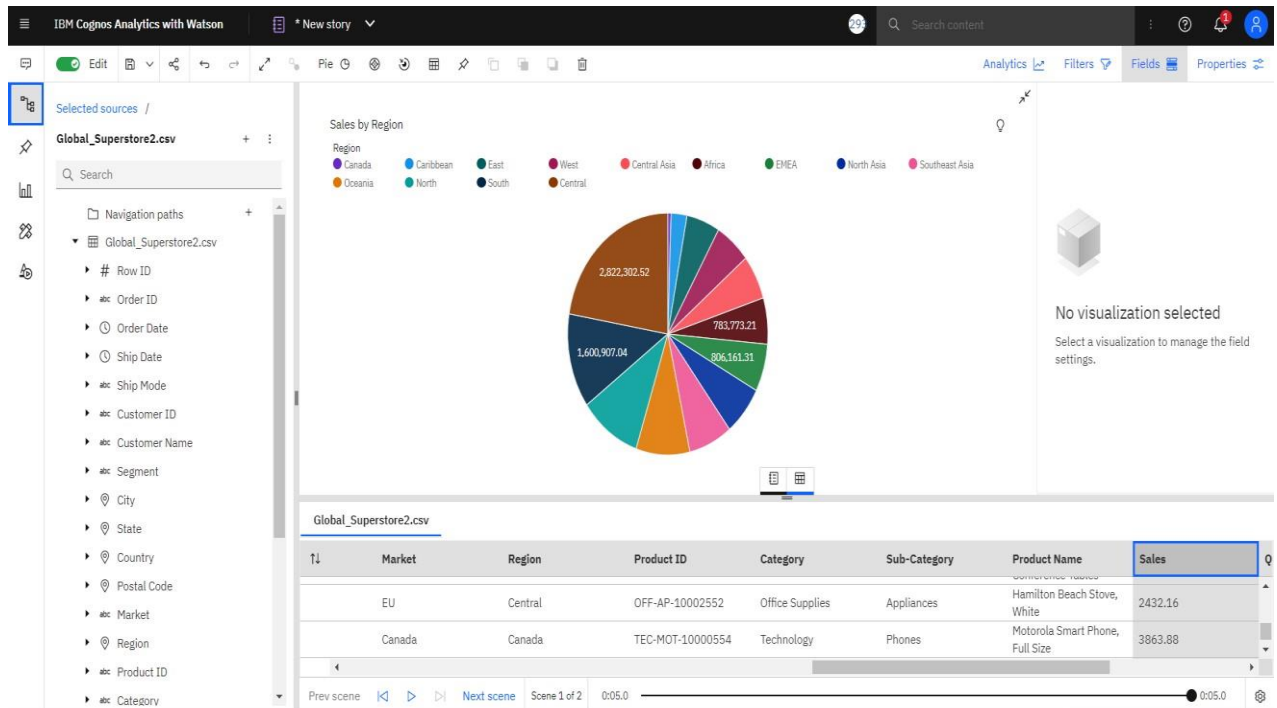 IBM Cognos Analytics with Watson
* New story
293
Search content
1
Edit
Pie
Analytics
Filters
Fields
Properties
Selected sources /
Global_Superstore2.csv
Search
Navigation paths
Global_Superstore2.csv
# Row ID
abc Order ID
Order Date
Ship Date
abc Ship Mode
abc Customer ID
abc Customer Name
abc Segment
City
State
Country
Postal Code
abc Market
Region
abc Product ID
abc Category
Sales by Region
Region
Canada Caribbean East West Central Asia Africa EMEA North Asia Southeast Asia
Oceania North South Central
2,822,302.52
783,773.21
1,600,907.04
806,161.31
No visualization selected
Select a visualization to manage the field
settings.
Global_Superstore2.csv
Market Region Product ID Category Sub-Category Product Name Sales Q
EU Central OFF-AP-10002552 Office Supplies Appliances Hamilton Beach Stove, 2432.16
White
Canada Canada TEC-MOT-10000554 Technology Phones Motorola Smart Phone, 3863.88
Full Size
Prev scene Next scene Scene 1 of 2 0:05.0 0:05.0